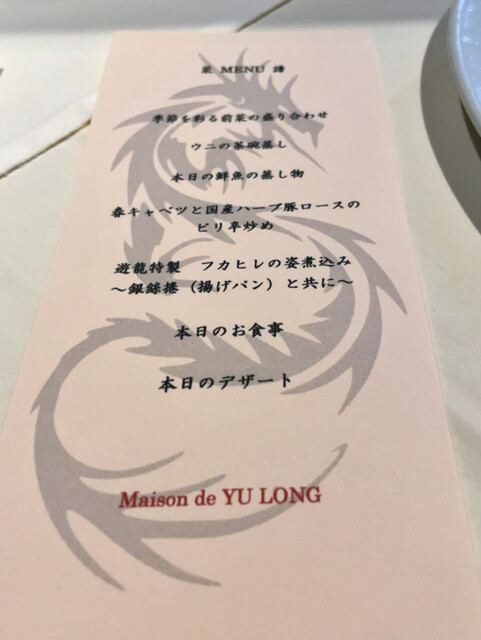 菜 MENU 譜
季節を彩る前菜の盛り合わせ
ウニの茶碗蒸し
本日の鮮魚の蒸し物
春キャベツと国産ハーブ豚ロースの
ピリ辛炒め
遊龍特製　フカヒレの姿煮込み
～銀絲捲（揚げパン）と共に～
本日のお食事
本日のデザート
Maison de YU LONG